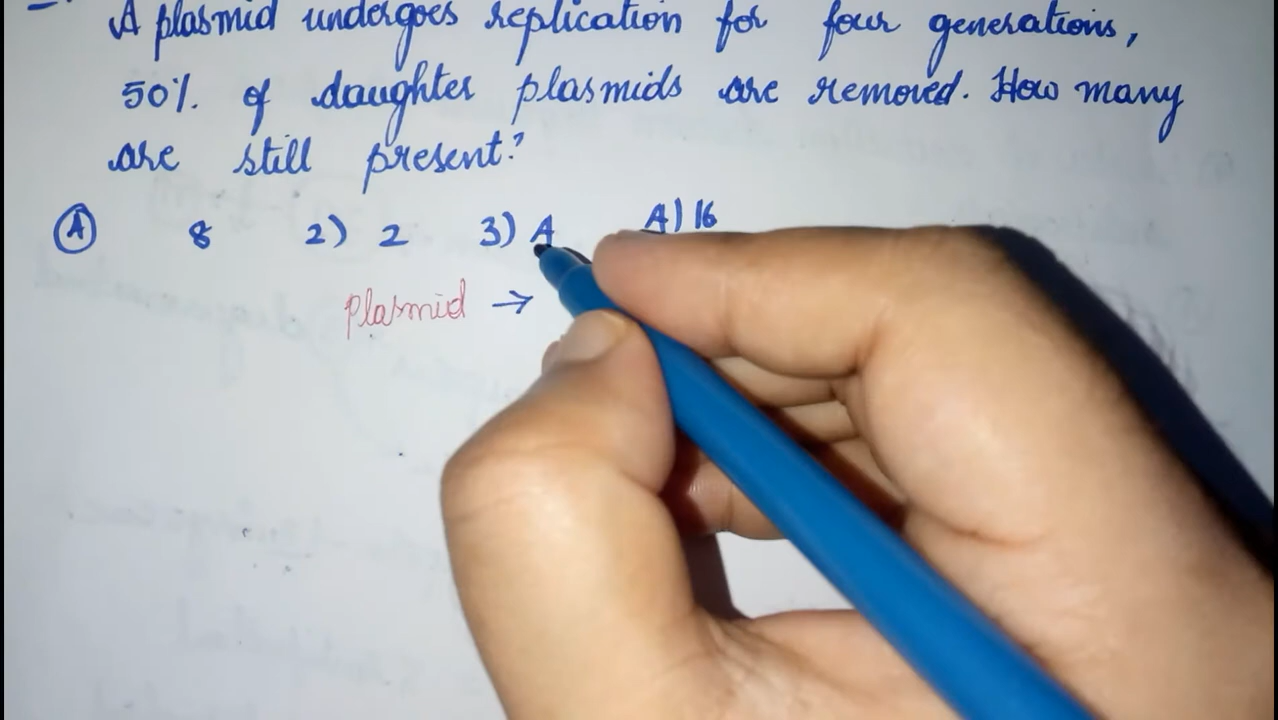 A plasmid undergoes replication for four generations,
50%. of daughter plasmids are removed. How many
are still present?
A 8 2) 2 3) 4 4) 16
plasmid →